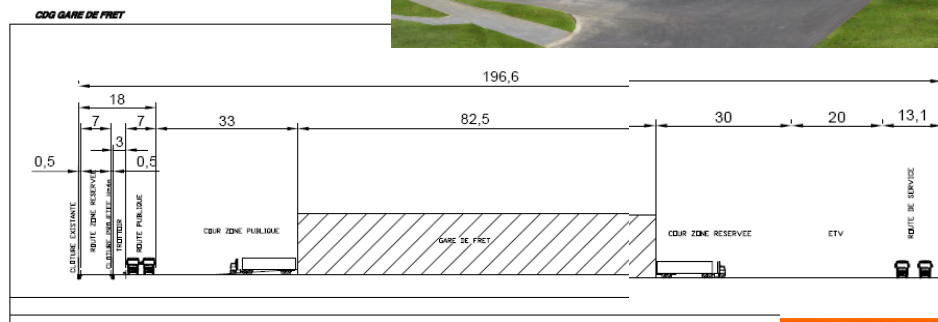 CDG GARE DE FRET
196,6
18
7
7
33
82,5
30
20
13,1
3
0,5
0,5
CLOTURE EXISTANTE
ROUTE ZONE RESERVEE
TROTTOIR
ROUTE PUBLIQUE
COUR ZONE PUBLIQUE
GARE DE FRET
COUR ZONE RESERVEE
ETV
ROUTE DE SERVICE